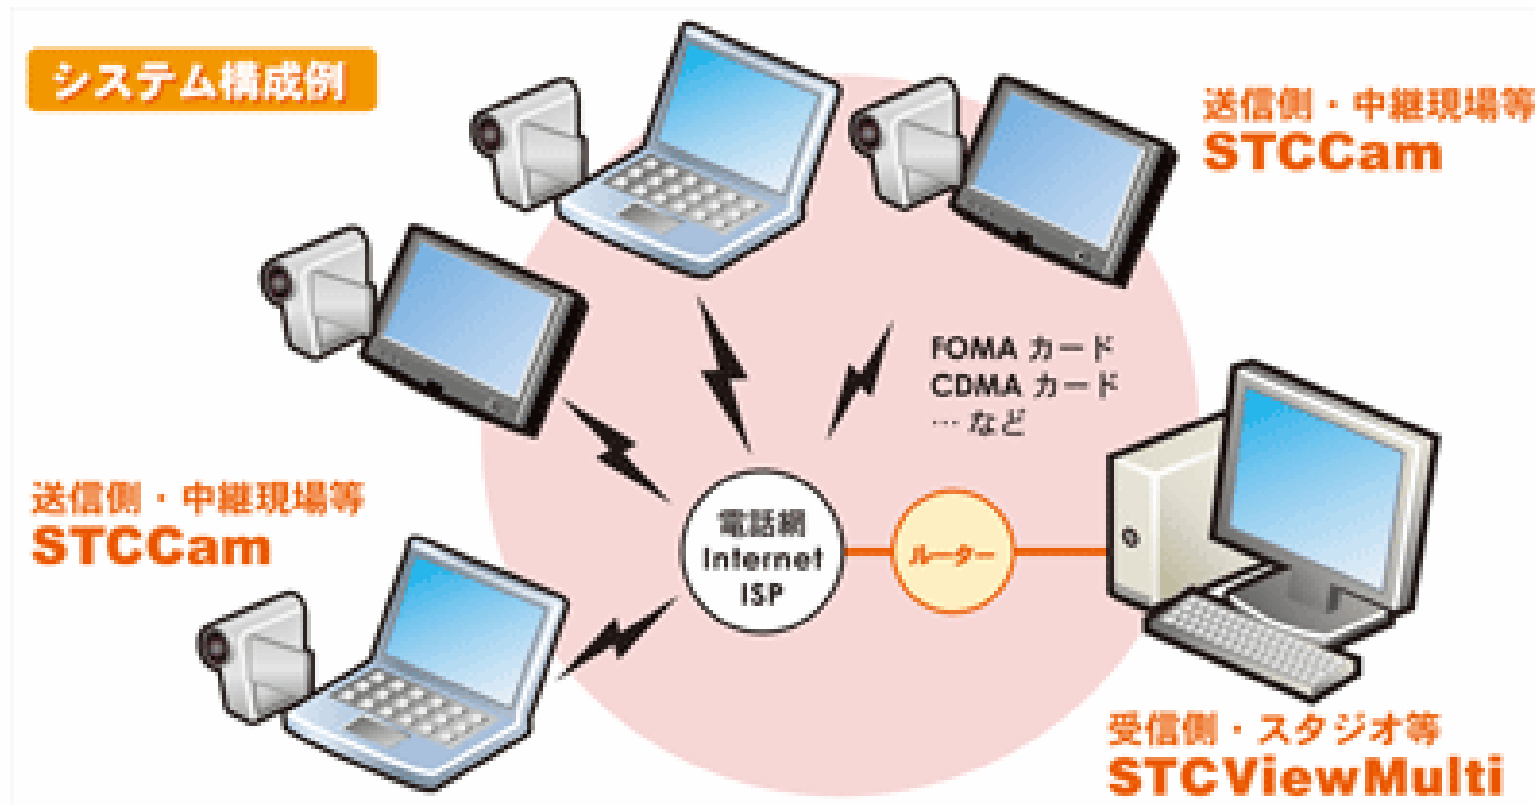 システム構成例
送信側・中継現場等
STCCam
FOMA カード
CDMA カード
… など
送信側・中継現場等
STCCam
電話網
Internet
ISP
ルーター
受信側・スタジオ等
STCViewMulti